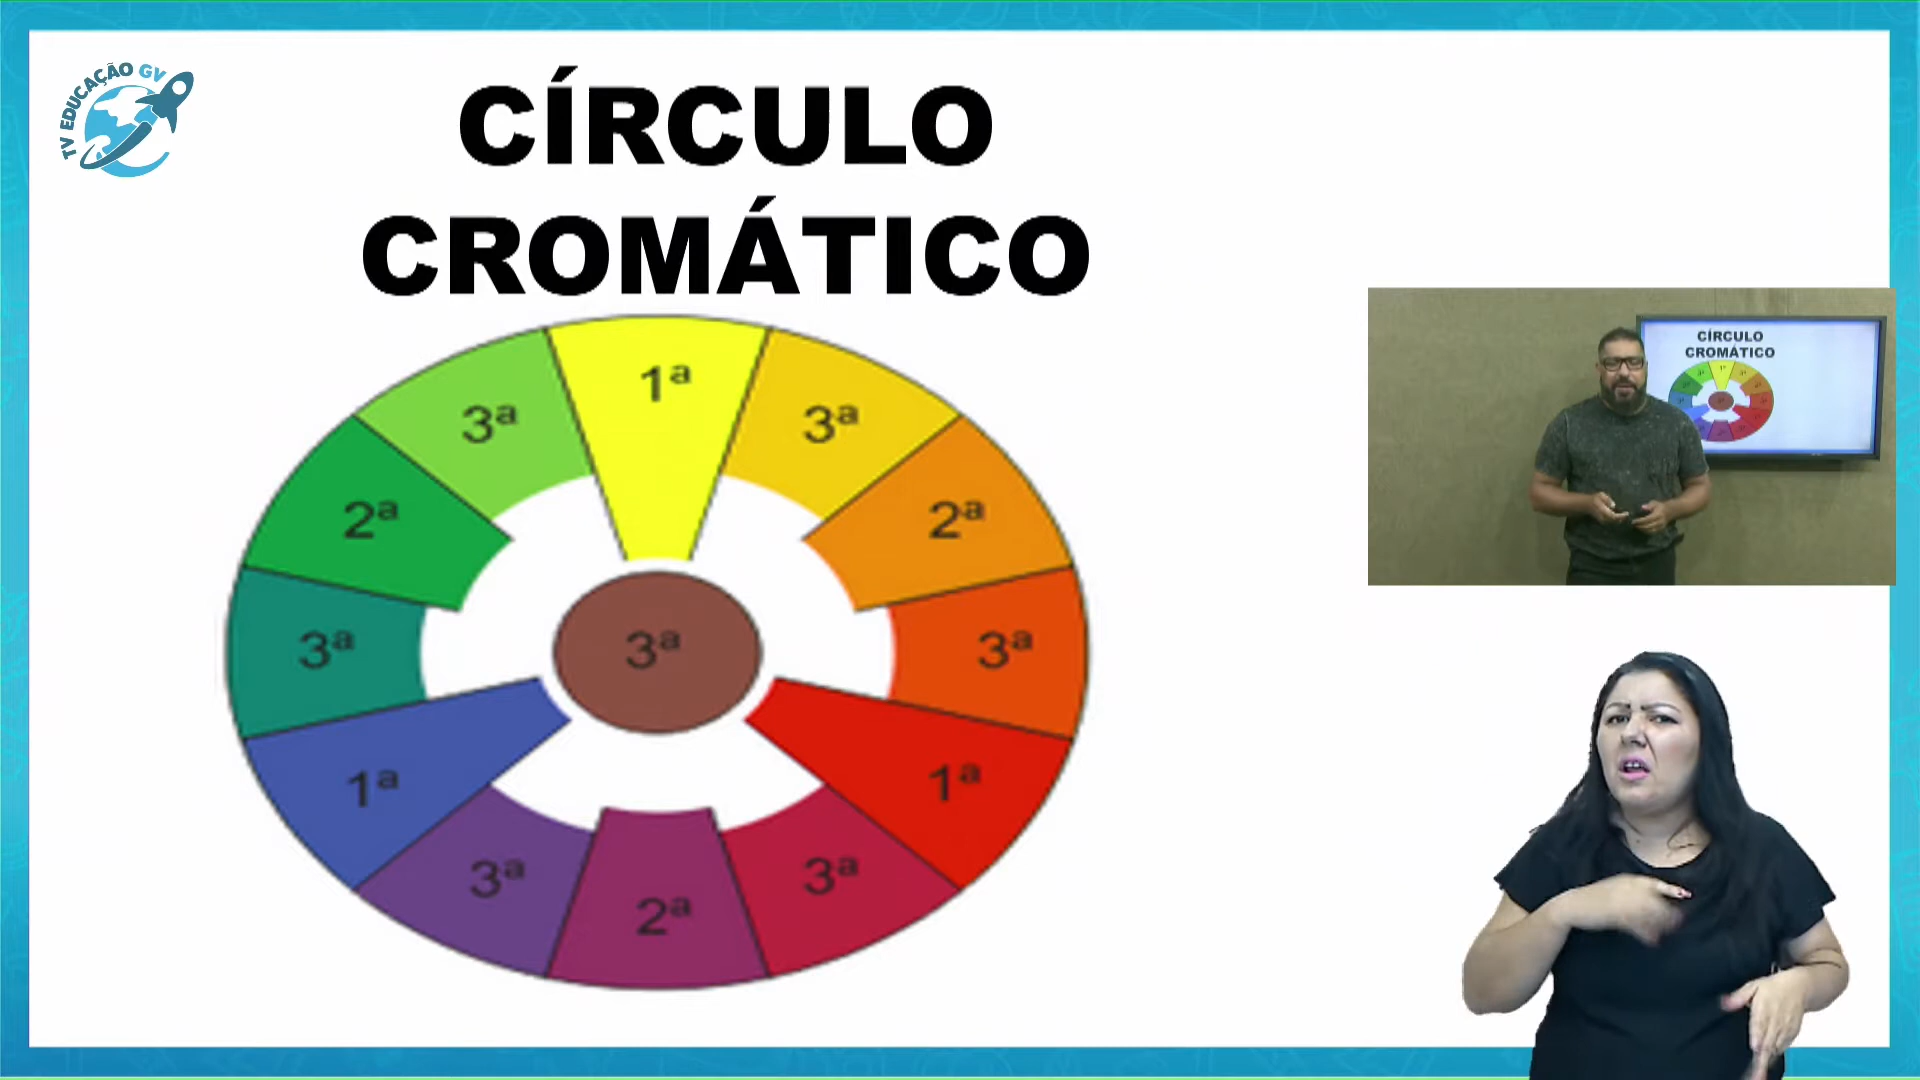 TV EDUCAÇÃO GV
CÍRCULO
CROMÁTICO
1ª
3ª
3ª
2ª
2ª
3ª
3ª
3ª
1ª
1ª
3ª
3ª
2ª
CÍRCULO
CROMÁTICO